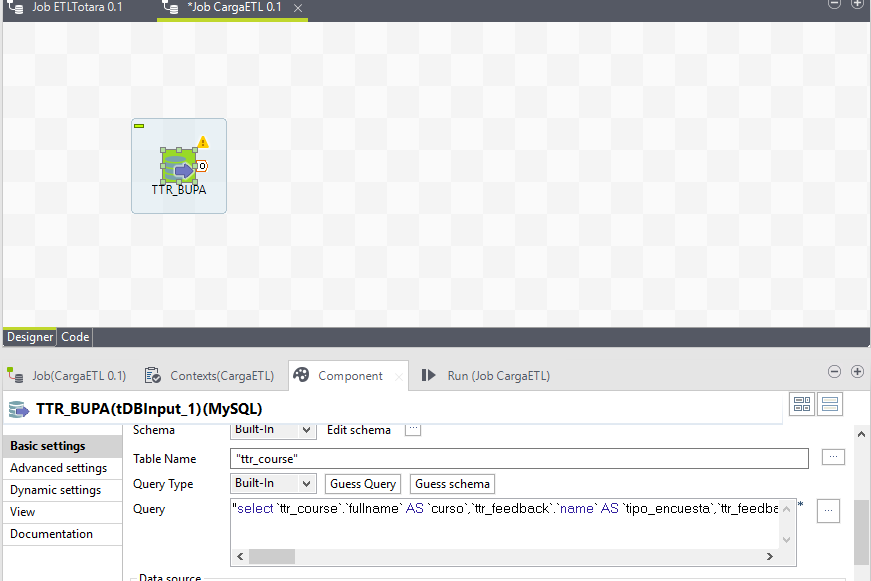 Job ETLTotara 0.1
*Job CargaETL 0.1
TTR_BUPA
Designer
Code
Job(CargaETL 0.1)
Contexts(CargaETL)
Component
Run (Job CargaETL)
TTR_BUPA(tDBInput_1)(MySQL)
Basic settings
Advanced settings
Dynamic settings
View
Documentation
Schema
Built-In
Edit schema
...
Table Name
"ttr_course"
...
Query Type
Built-In
Guess Query
Guess schema
Query
"select `ttr_course`.`fullname` AS `curso`,`ttr_feedback`.`name` AS `tipo_encuesta`,`ttr_feedba
*
...
Data source